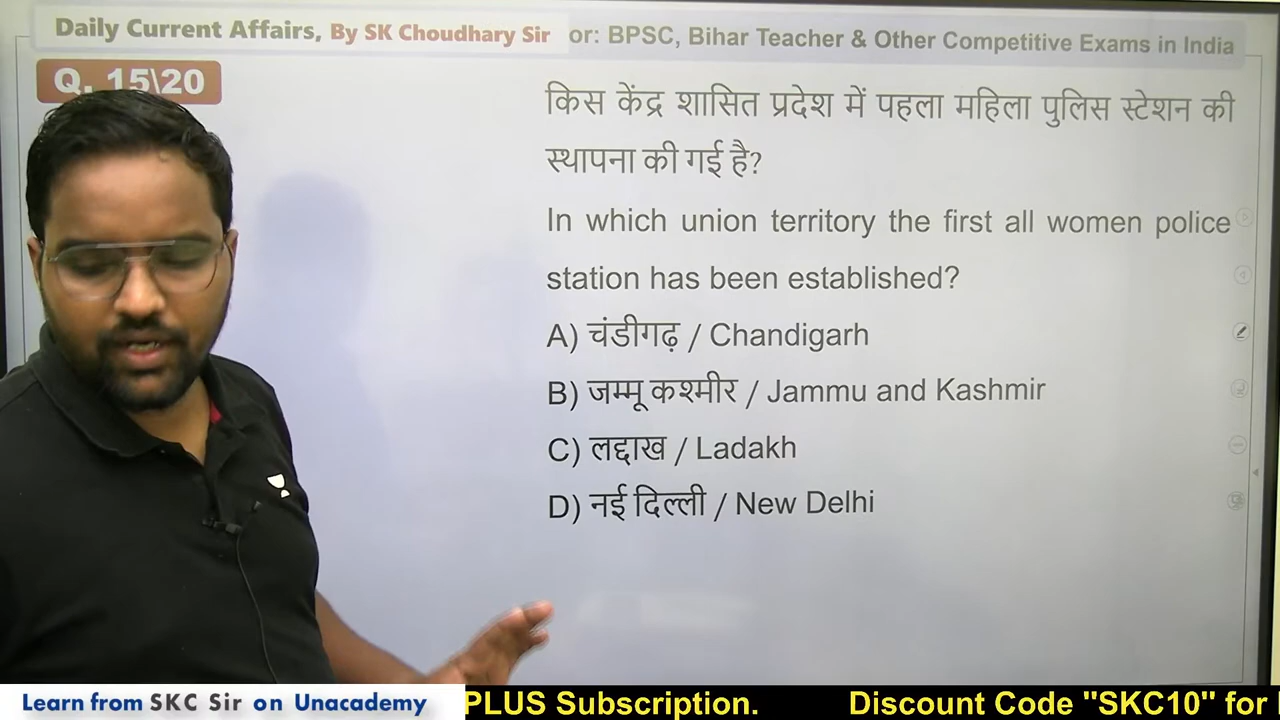 Daily Current Affairs, By SK Choudhary Sir or: BPSC, Bihar Teacher & Other Competitive Exams in India
Q. 15\20
किस केंद्र शासित प्रदेश में पहला महिला पुलिस स्टेशन की
स्थापना की गई है?
In which union territory the first all women police
station has been established?
A) चंडीगढ़ / Chandigarh
B) जम्मू कश्मीर / Jammu and Kashmir
C) लद्दाख / Ladakh
D) नई दिल्ली / New Delhi
Learn from SKC Sir on Unacademy PLUS Subscription. Discount Code "SKC10" for